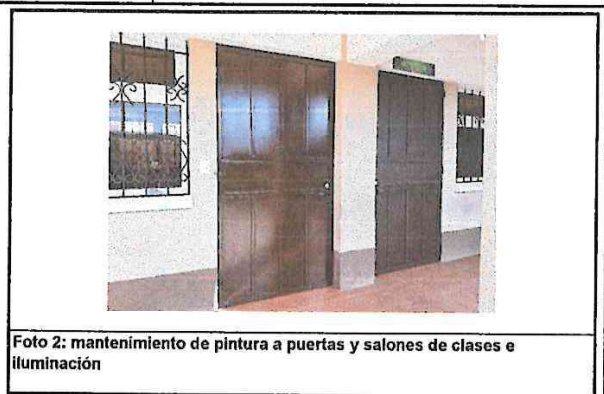 Foto 2: mantenimiento de pintura a puertas y salones de clases e
iluminación